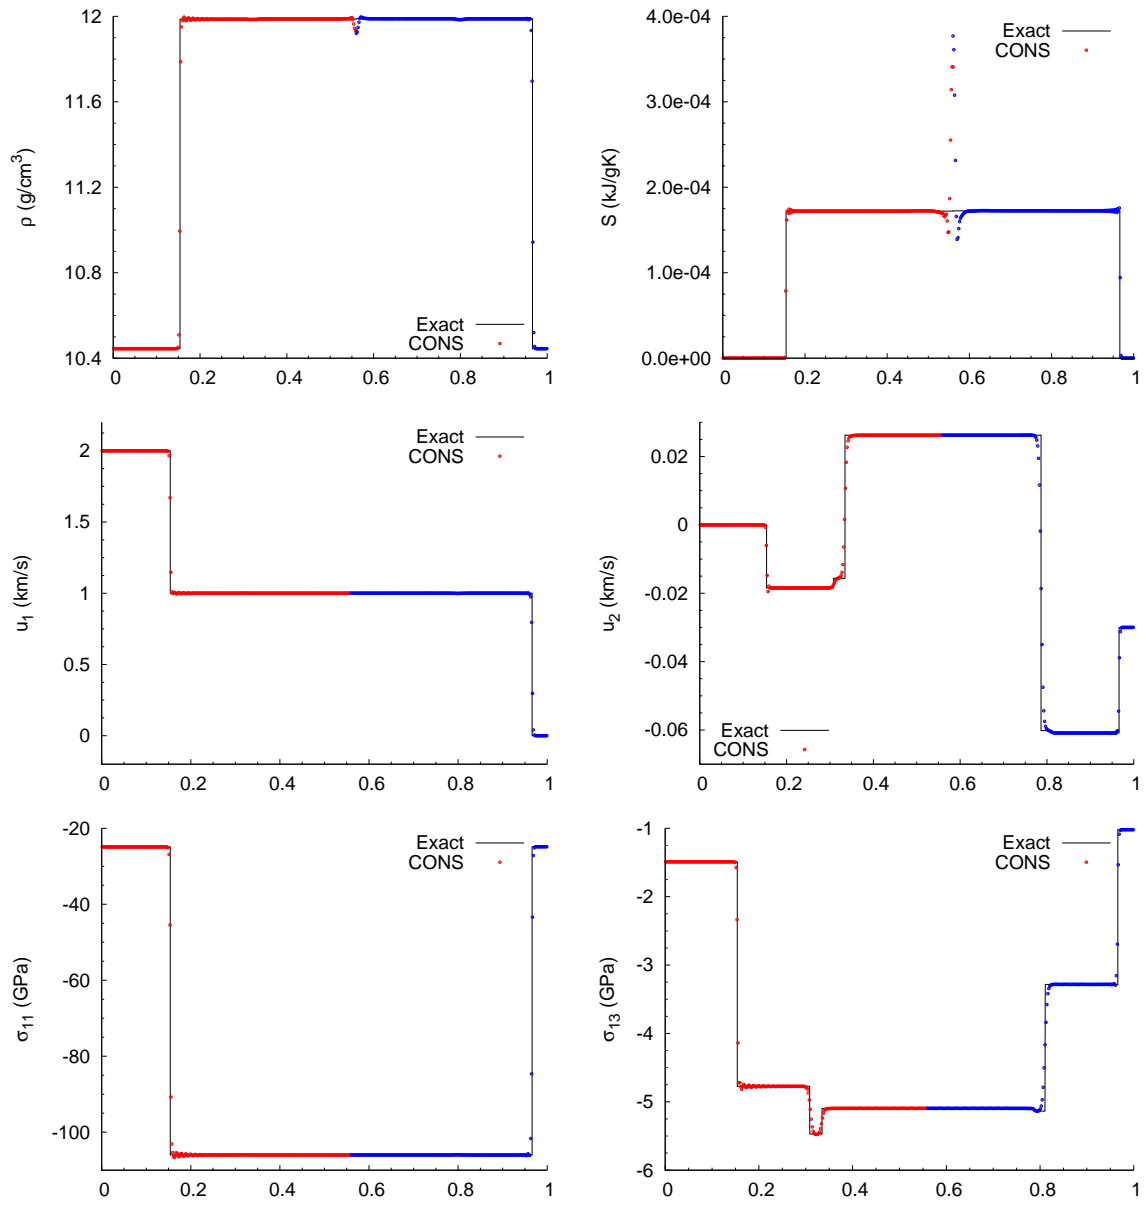 12
11.6
11.2
10.8
10.4
0 0.2 0.4 0.6 0.8 1
ρ (g/cm³)
Exact
CONS
4.0e-04
3.0e-04
2.0e-04
1.0e-04
0.0e+00
0 0.2 0.4 0.6 0.8 1
S (kJ/gK)
Exact
CONS
2
1.5
1
0.5
0
0 0.2 0.4 0.6 0.8 1
u₁ (km/s)
Exact
CONS
0.02
0
-0.02
-0.04
-0.06
0 0.2 0.4 0.6 0.8 1
u₂ (km/s)
Exact
CONS
-20
-40
-60
-80
-100
0 0.2 0.4 0.6 0.8 1
σ₁₁ (GPa)
Exact
CONS
-1
-2
-3
-4
-5
-6
0 0.2 0.4 0.6 0.8 1
σ₁₃ (GPa)
Exact
CONS